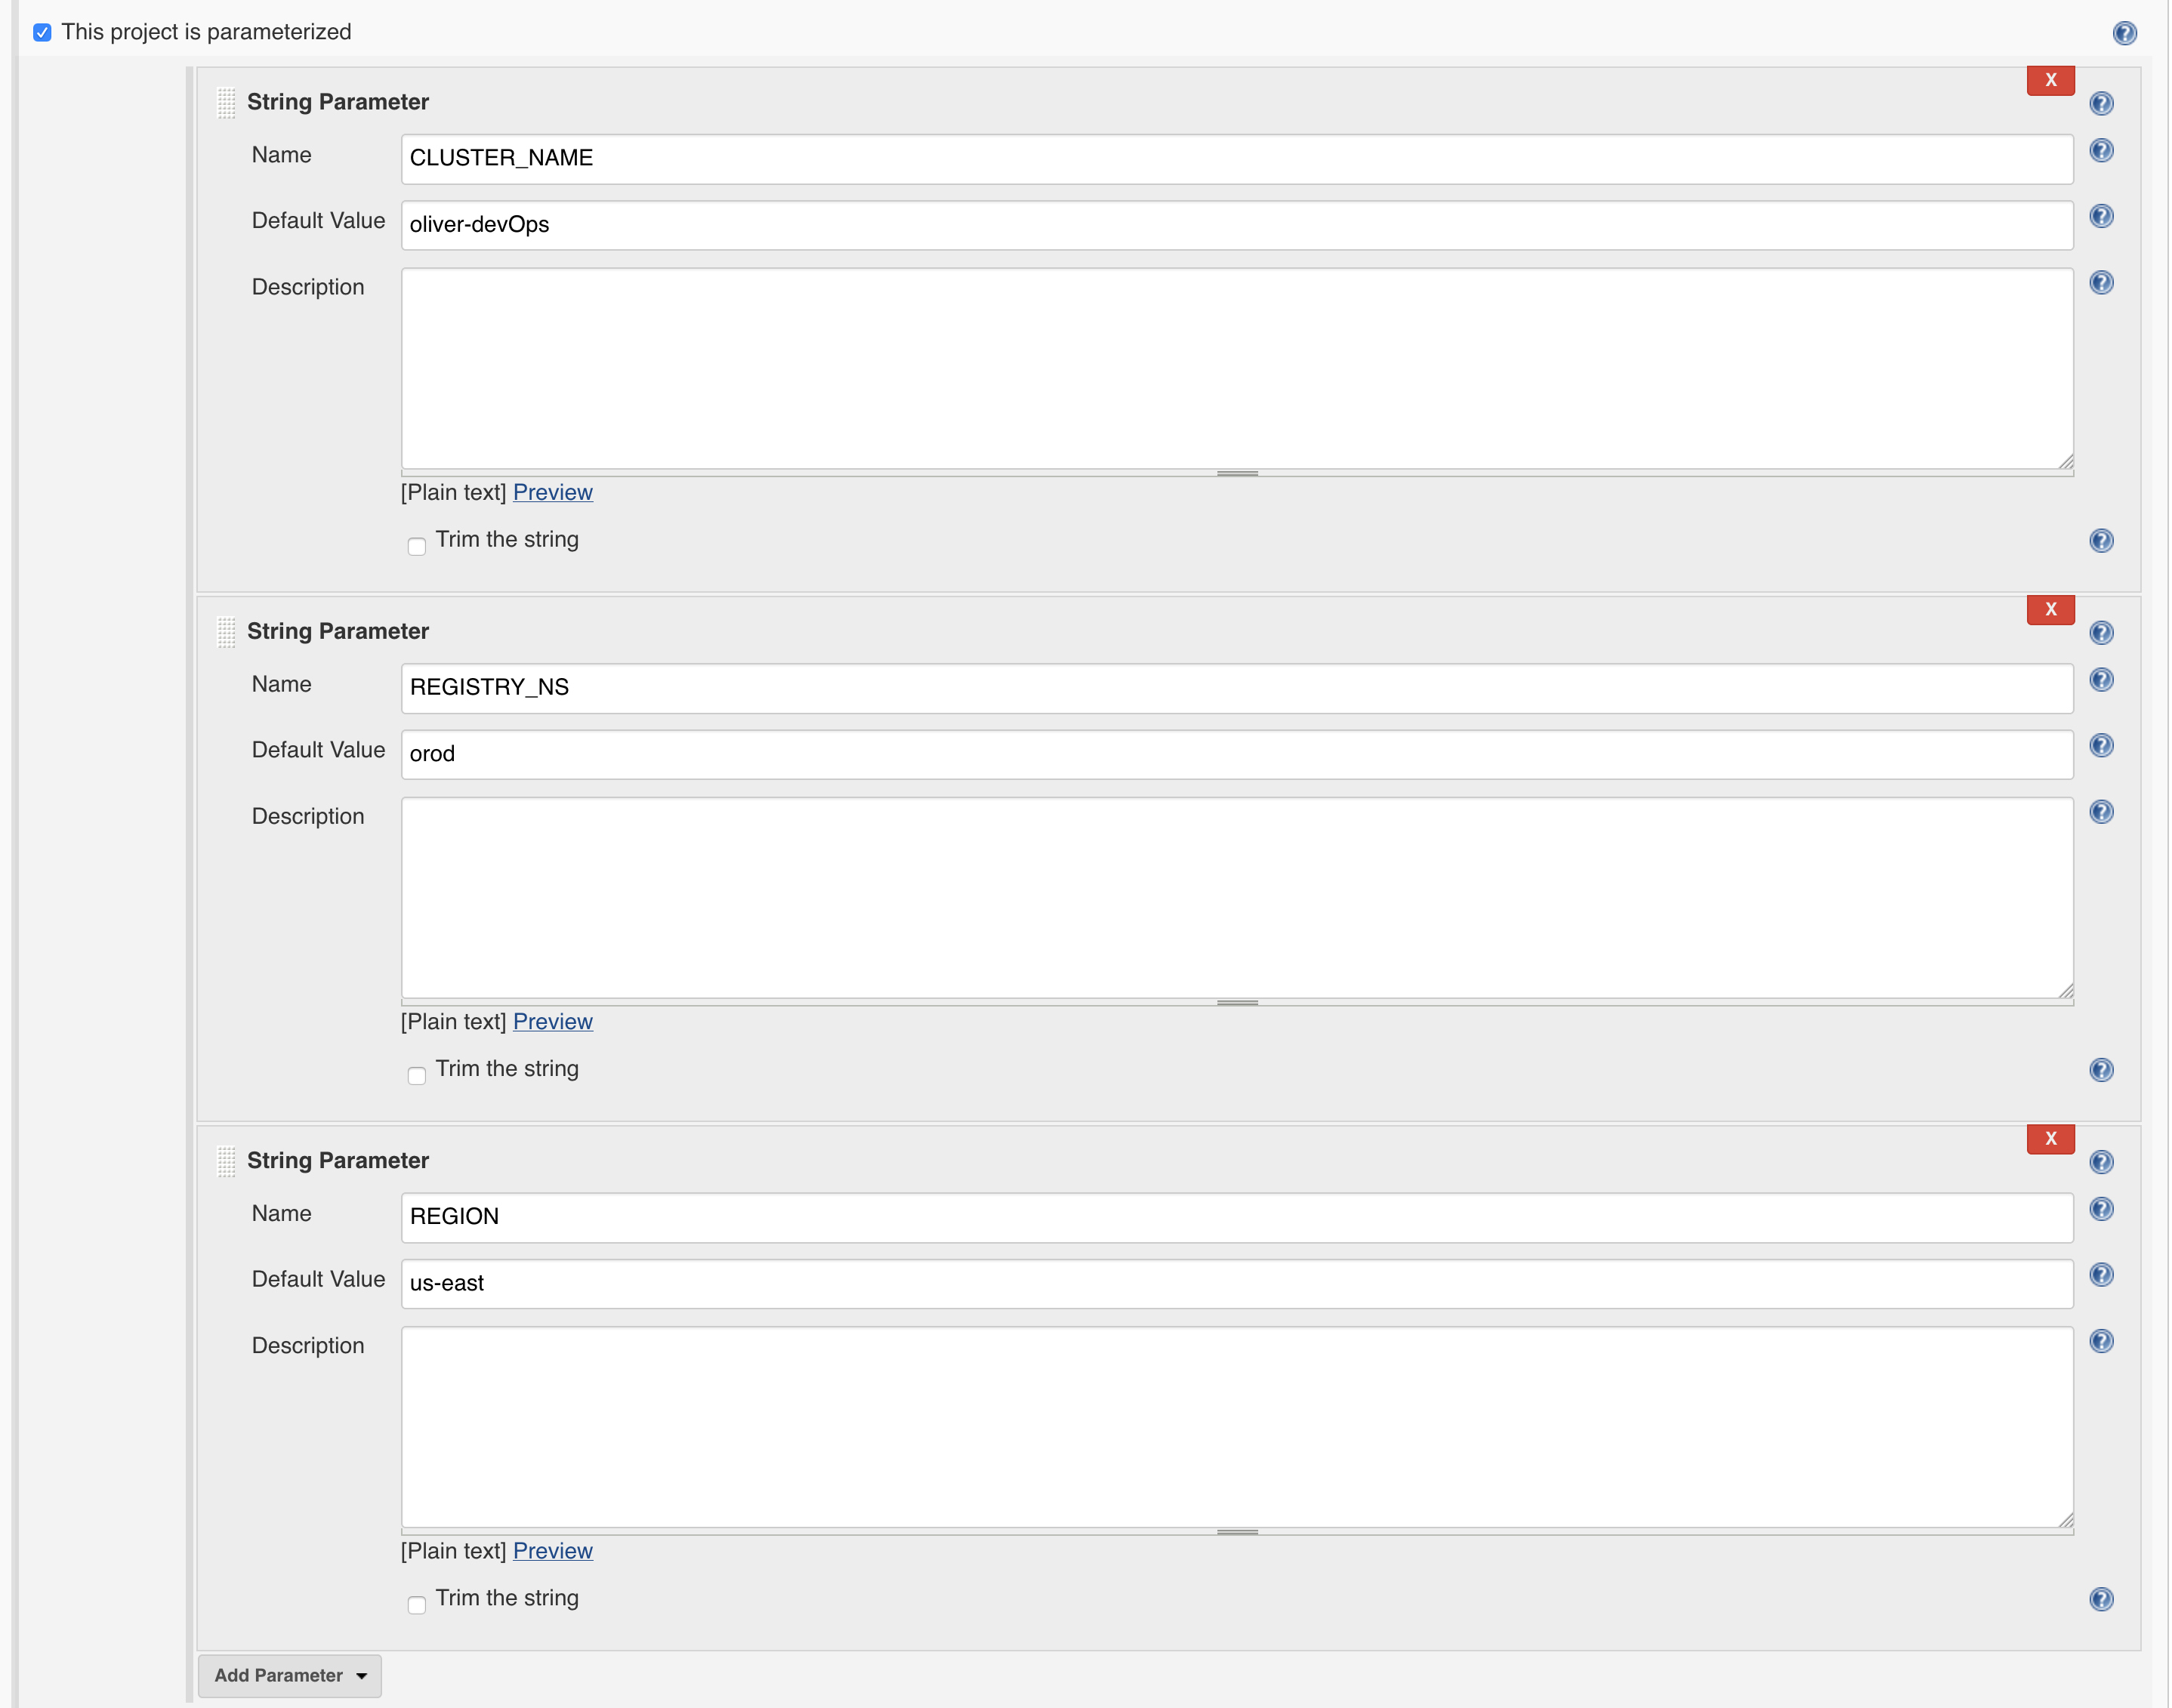 This project is parameterized
X
String Parameter
Name CLUSTER_NAME
Default Value oliver-devOps
Description
[Plain text] Preview
Trim the string
X
String Parameter
Name REGISTRY_NS
Default Value orod
Description
[Plain text] Preview
Trim the string
X
String Parameter
Name REGION
Default Value us-east
Description
[Plain text] Preview
Trim the string
Add Parameter